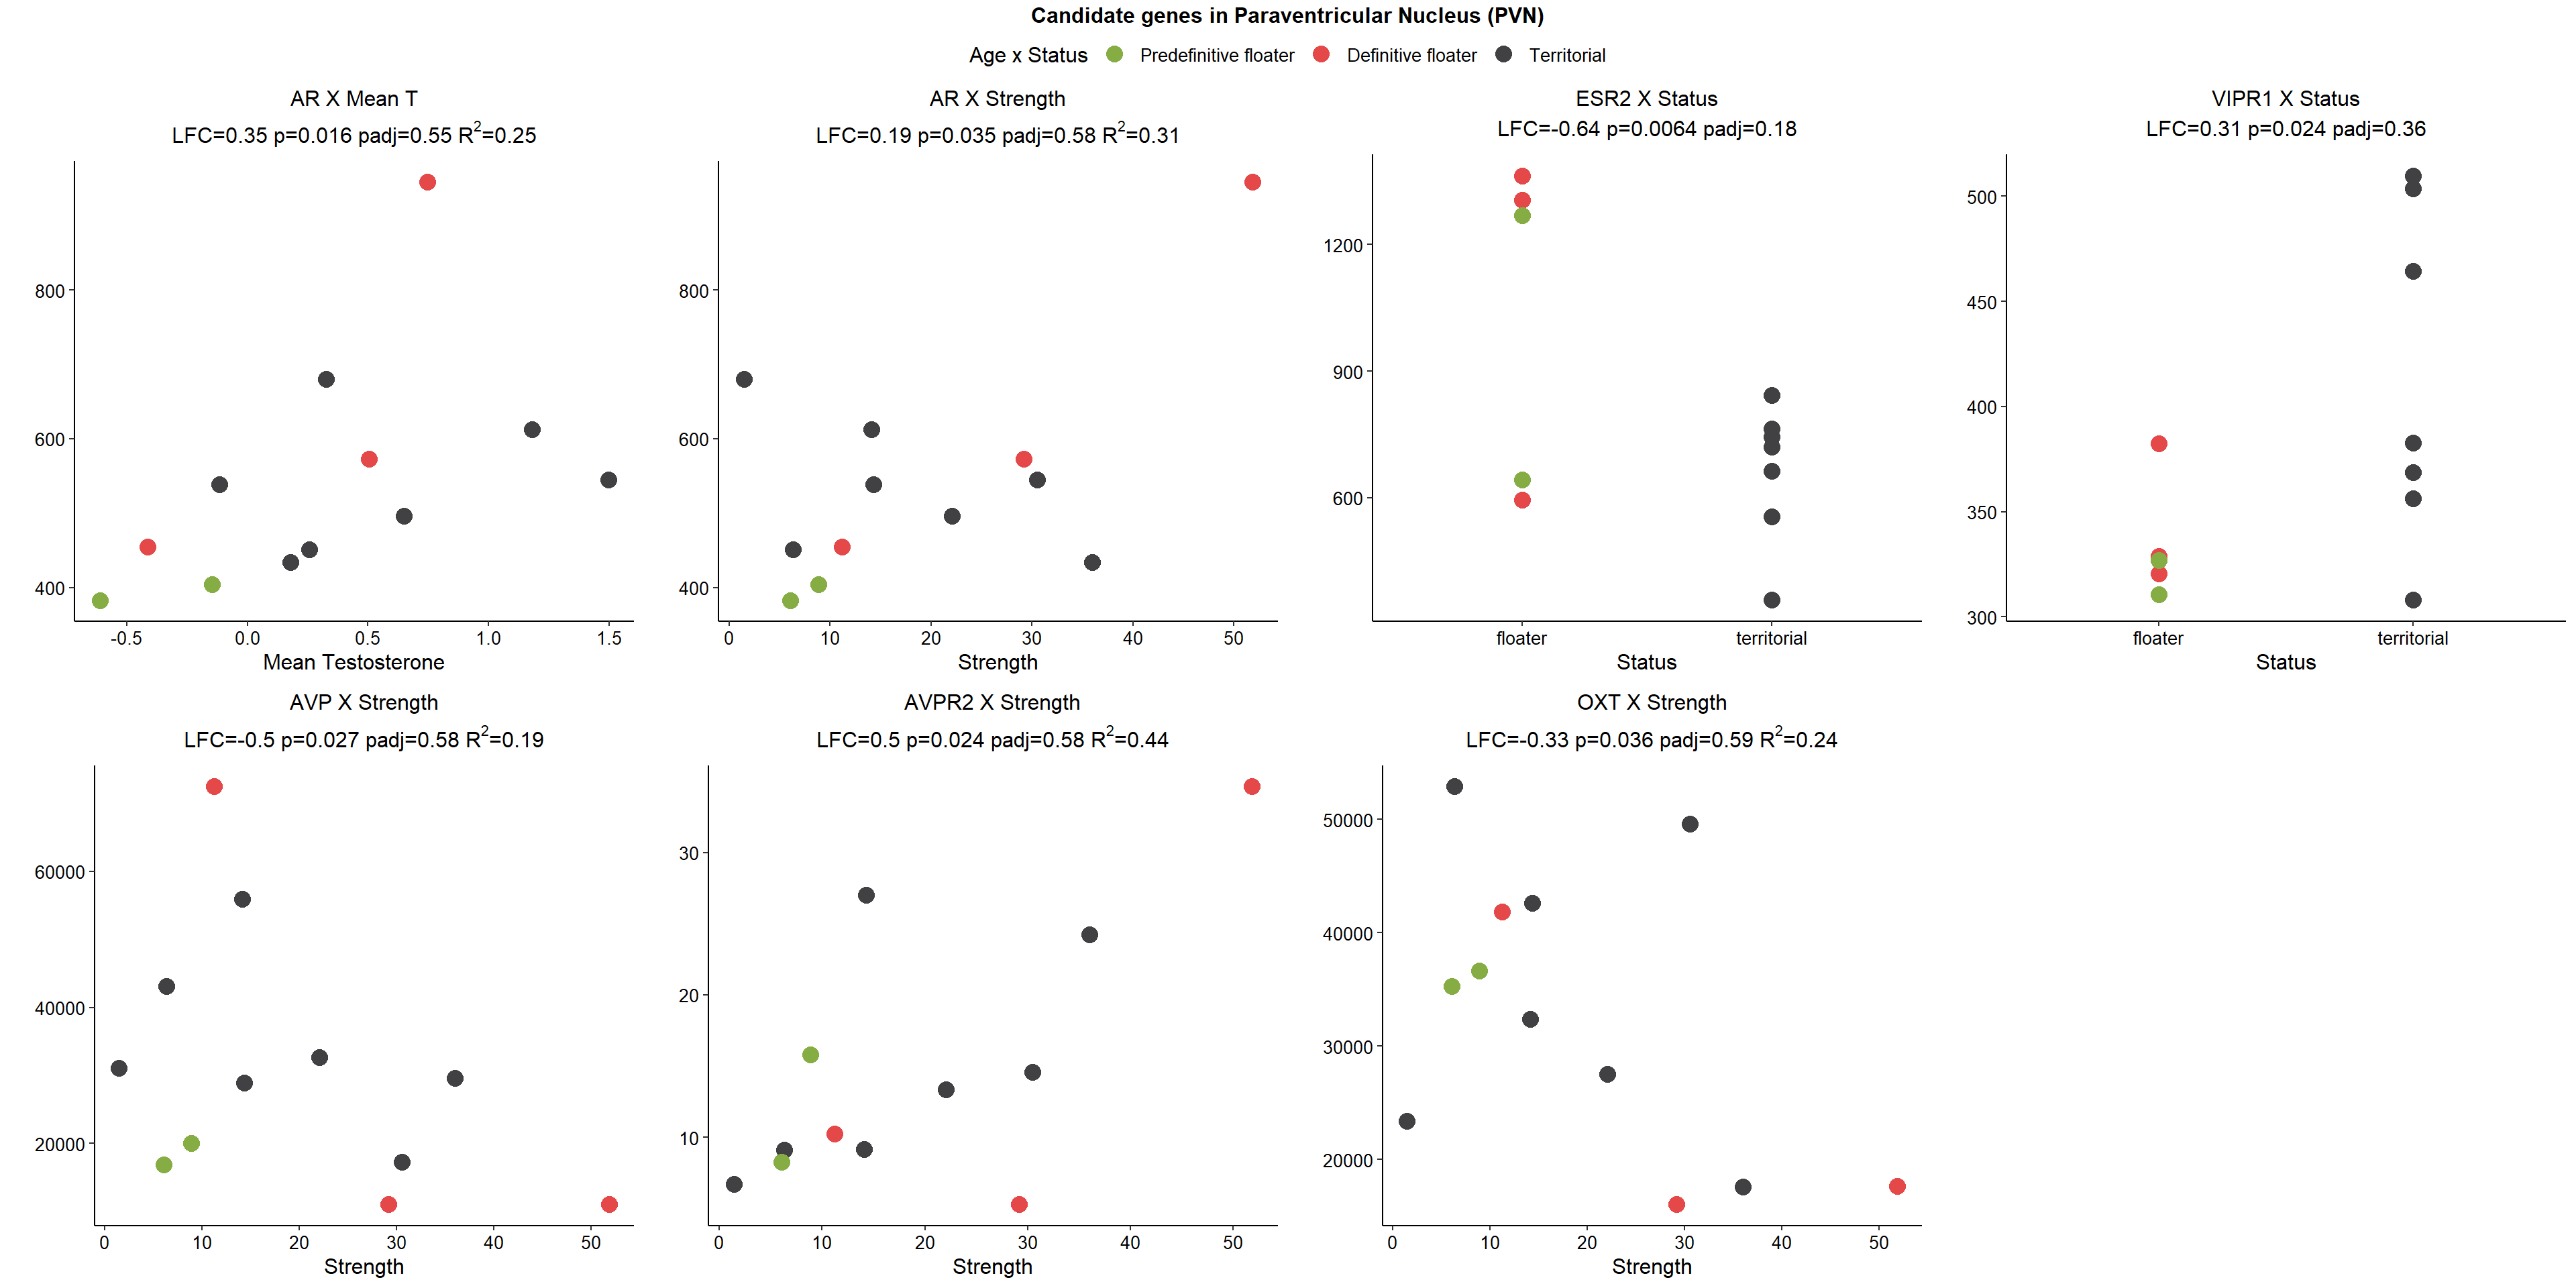 Candidate genes in Paraventricular Nucleus (PVN)
Age x Status Predefinitive floater Definitive floater Territorial
AR X Mean T
LFC=0.35 p=0.016 padj=0.55 R²=0.25
800
600
400
-0.5 0.0 0.5 1.0 1.5
Mean Testosterone
AR X Strength
LFC=0.19 p=0.035 padj=0.58 R²=0.31
800
600
400
0 10 20 30 40 50
Strength
ESR2 X Status
LFC=-0.64 p=0.0064 padj=0.18
1200
900
600
floater territorial
Status
VIPR1 X Status
LFC=0.31 p=0.024 padj=0.36
500
450
400
350
300
floater territorial
Status
AVP X Strength
LFC=-0.5 p=0.027 padj=0.58 R²=0.19
60000
40000
20000
0 10 20 30 40 50
Strength
AVPR2 X Strength
LFC=0.5 p=0.024 padj=0.58 R²=0.44
30
20
10
0 10 20 30 40 50
Strength
OXT X Strength
LFC=-0.33 p=0.036 padj=0.59 R²=0.24
50000
40000
30000
20000
0 10 20 30 40 50
Strength